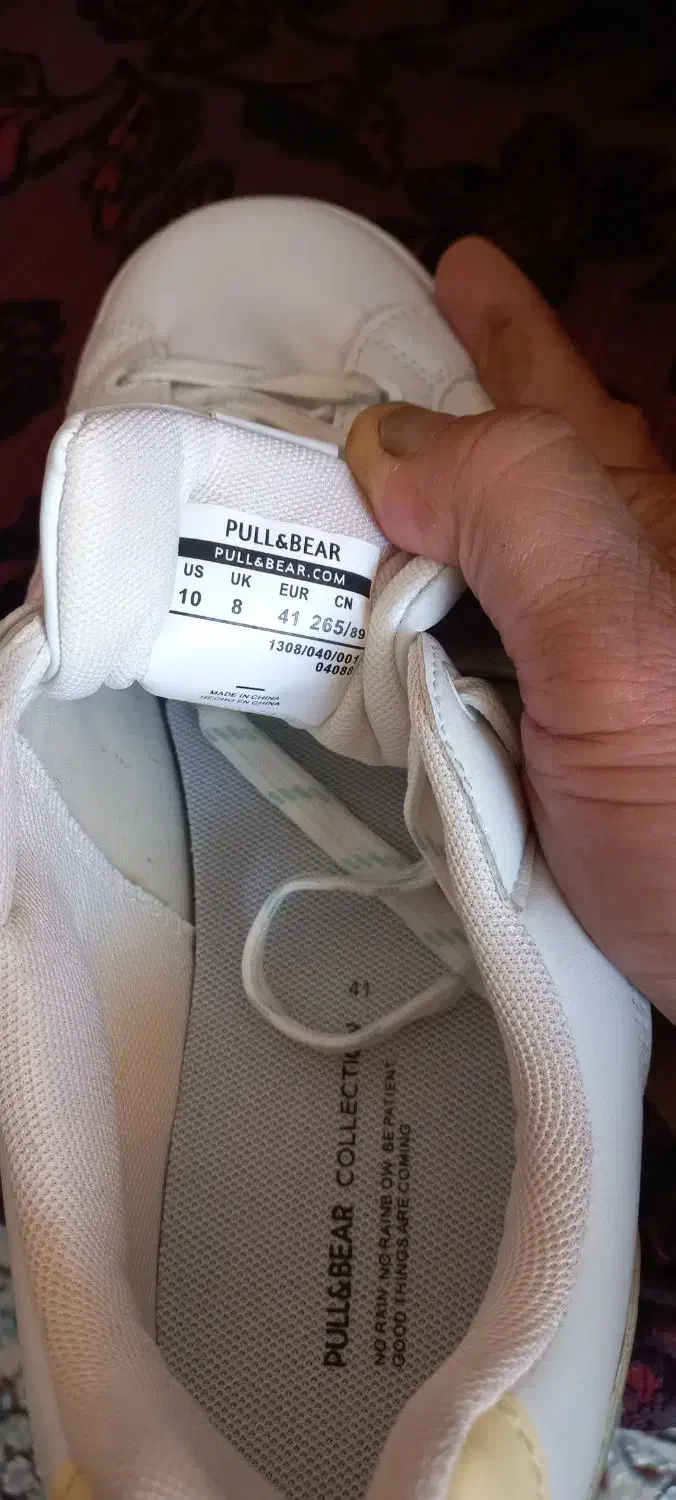 PULL&BEAR
PULL&BEAR.COM
US UK EUR CN
10 8 41 265/89
1308/040/001
04088
MADE IN CHINA
HECHO EN CHINA
41
PULL&BEAR COLLECTION
NO RAIN, NO RAINBOW. BE PATIENT
GOOD THINGS ARE COMING